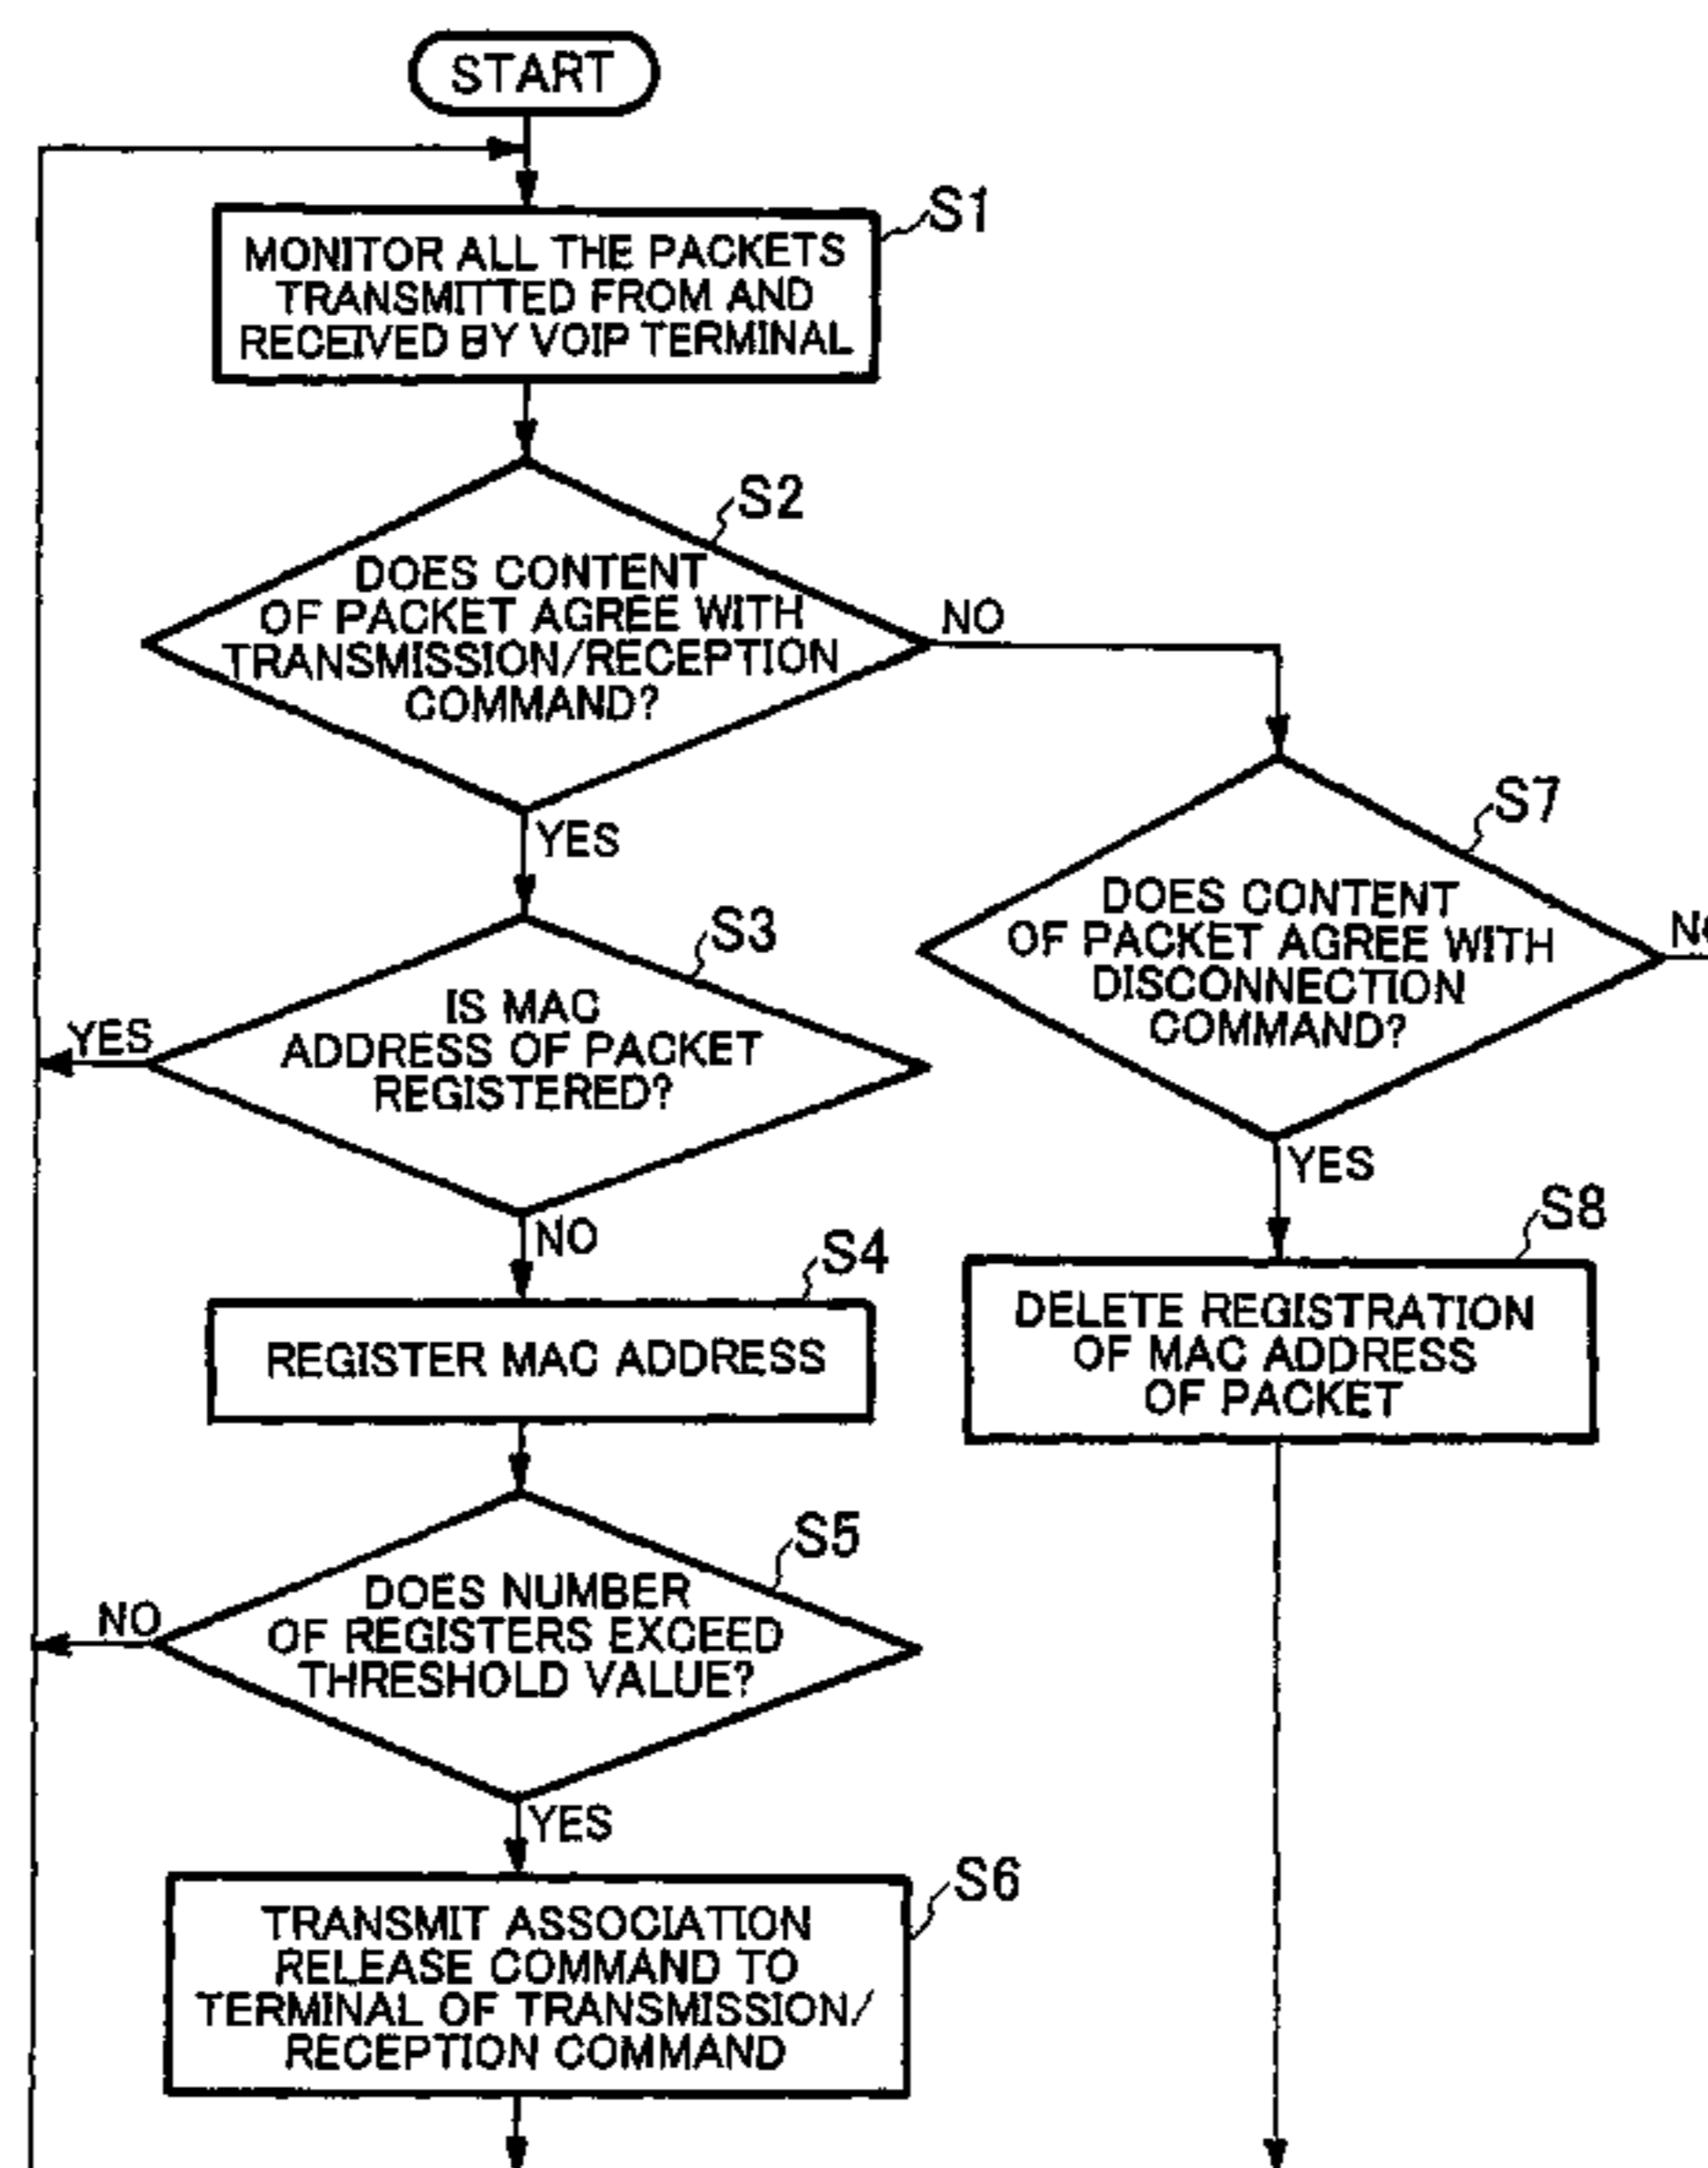 START
S1
MONITOR ALL THE PACKETS
TRANSMITTED FROM AND
RECEIVED BY VOIP TERMINAL
S2
DOES CONTENT
OF PACKET AGREE WITH
TRANSMISSION/RECEPTION
COMMAND?
NO
YES
S3
IS MAC
ADDRESS OF PACKET
REGISTERED?
YES
NO
S4
REGISTER MAC ADDRESS
S5
DOES NUMBER
OF REGISTERS EXCEED
THRESHOLD VALUE?
NO
YES
S6
TRANSMIT ASSOCIATION
RELEASE COMMAND TO
TERMINAL OF TRANSMISSION/
RECEPTION COMMAND
S7
DOES CONTENT
OF PACKET AGREE WITH
DISCONNECTION
COMMAND?
YES
S8
DELETE REGISTRATION
OF MAC ADDRESS
OF PACKET